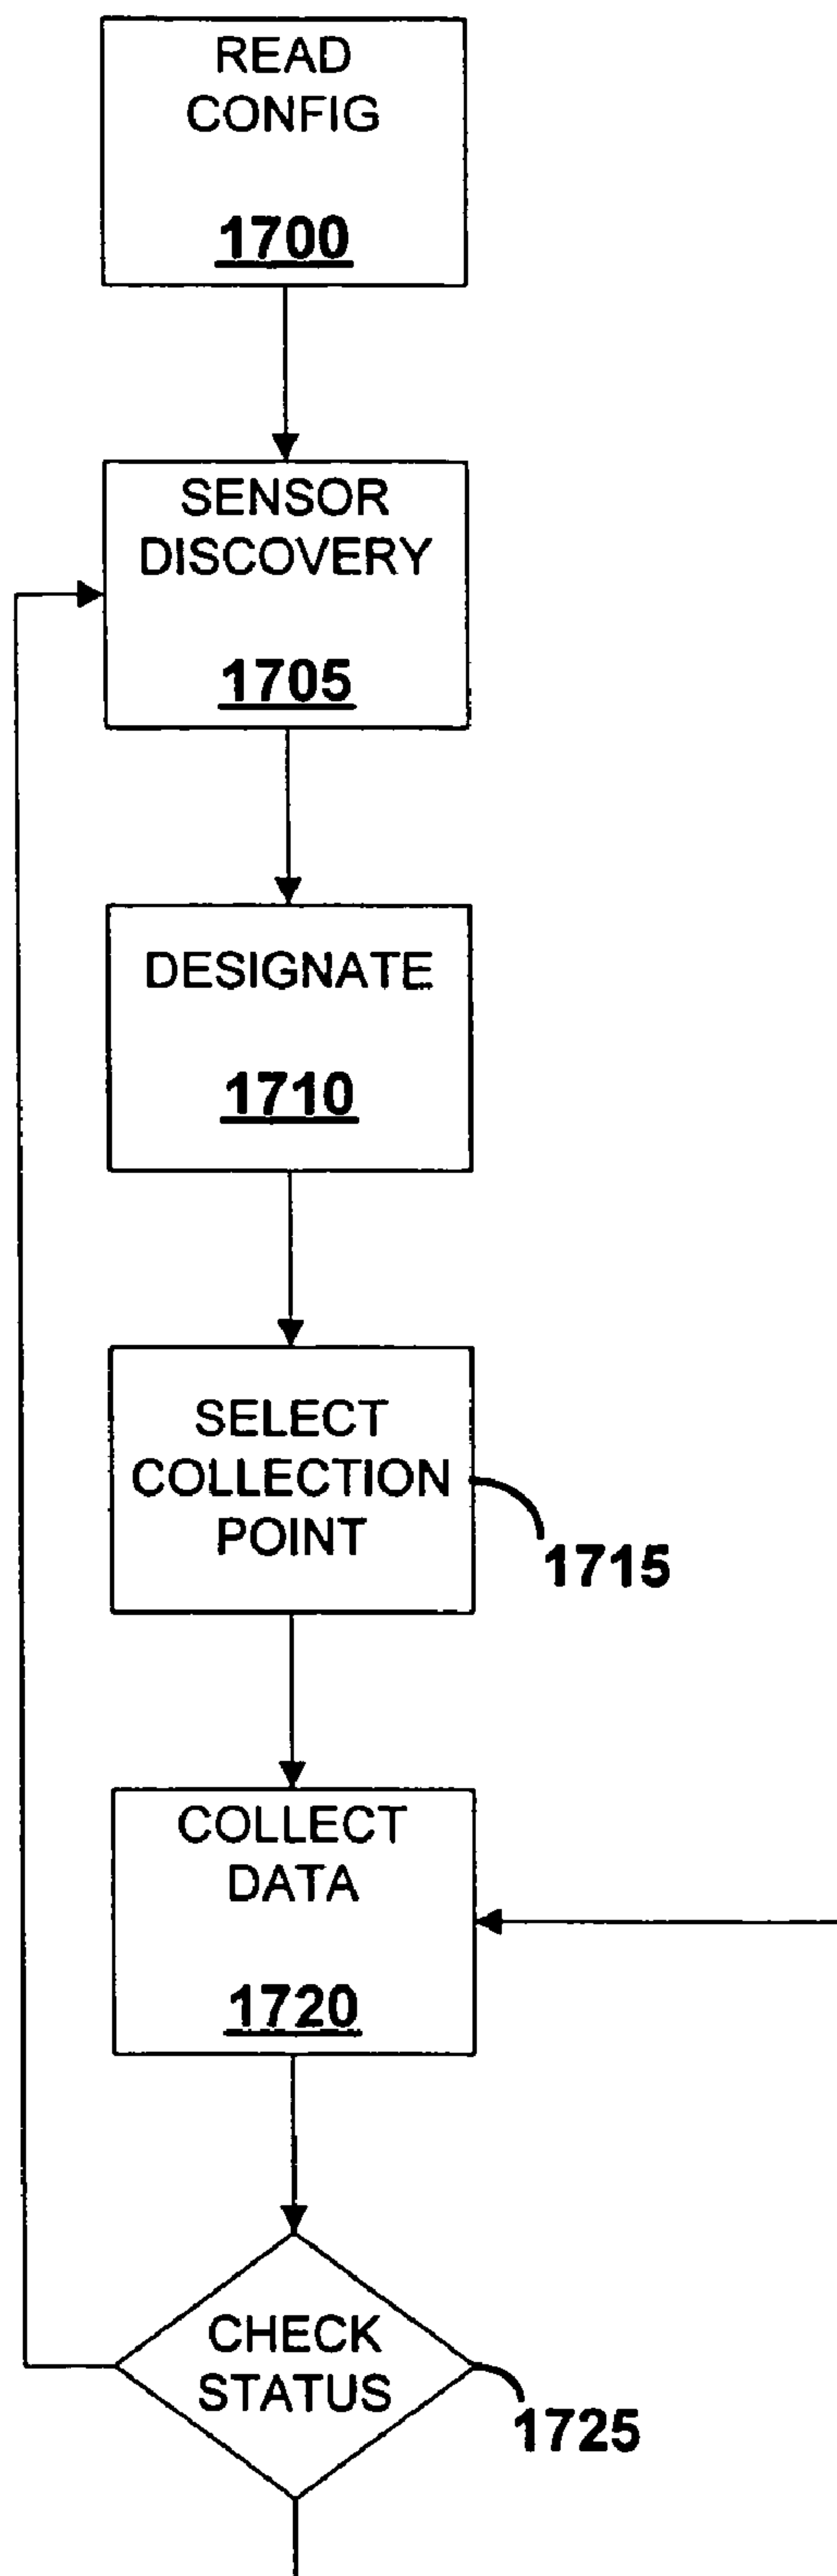 READ
CONFIG
1700
SENSOR
DISCOVERY
1705
DESIGNATE
1710
SELECT
COLLECTION
POINT
1715
COLLECT
DATA
1720
CHECK
STATUS
1725